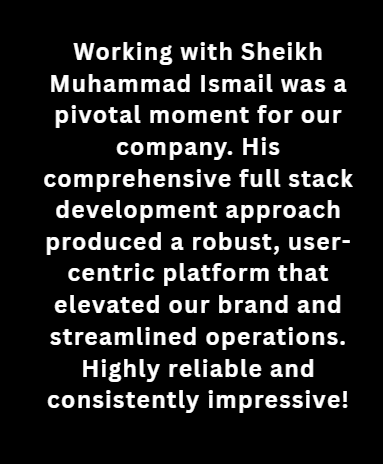 Working with Sheikh
Muhammad Ismail was a
pivotal moment for our
company. His
comprehensive full stack
development approach
produced a robust, user-
centric platform that
elevated our brand and
streamlined operations.
Highly reliable and
consistently impressive!